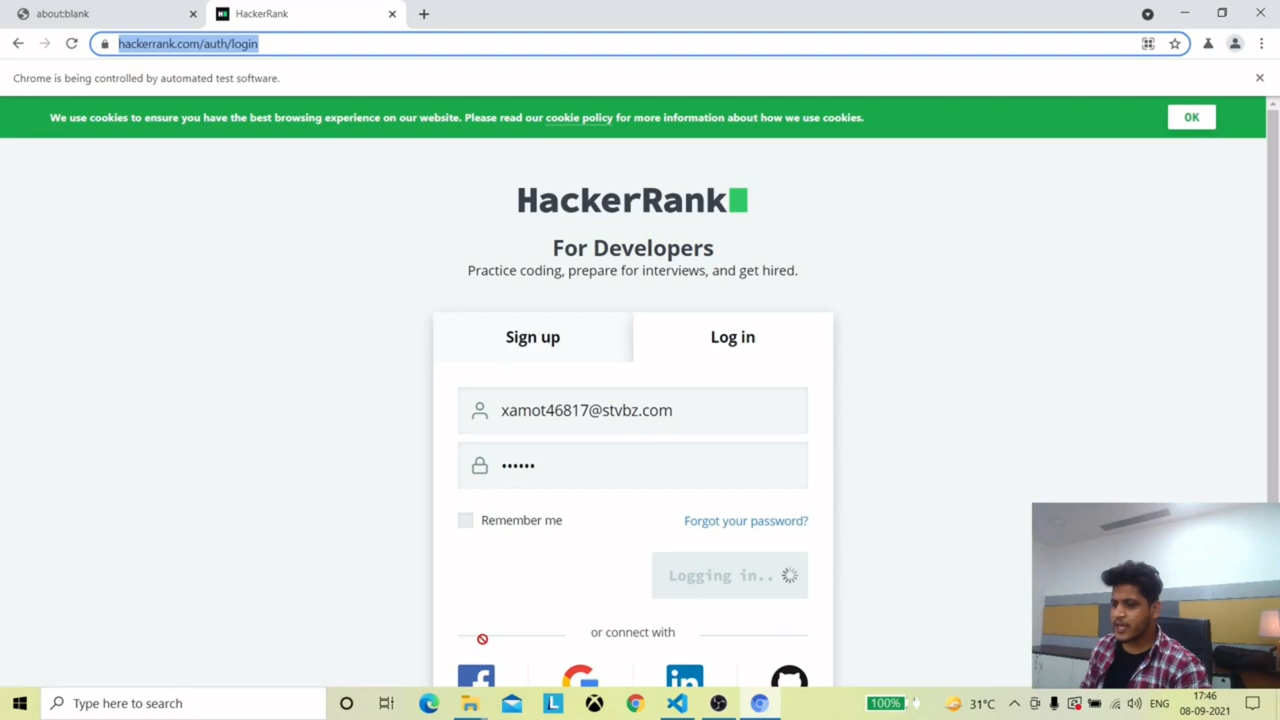 about:blank
HackerRank
hackerrank.com/auth/login
Chrome is being controlled by automated test software.
We use cookies to ensure you have the best browsing experience on our website. Please read our cookie policy for more information about how we use cookies.
OK
HackerRank
For Developers
Practice coding, prepare for interviews, and get hired.
Sign up
Log in
xamot46817@stvbz.com
••••••
Remember me
Forgot your password?
Logging in..
or connect with
Type here to search
100%
31°C
ENG
17:46
08-09-2021